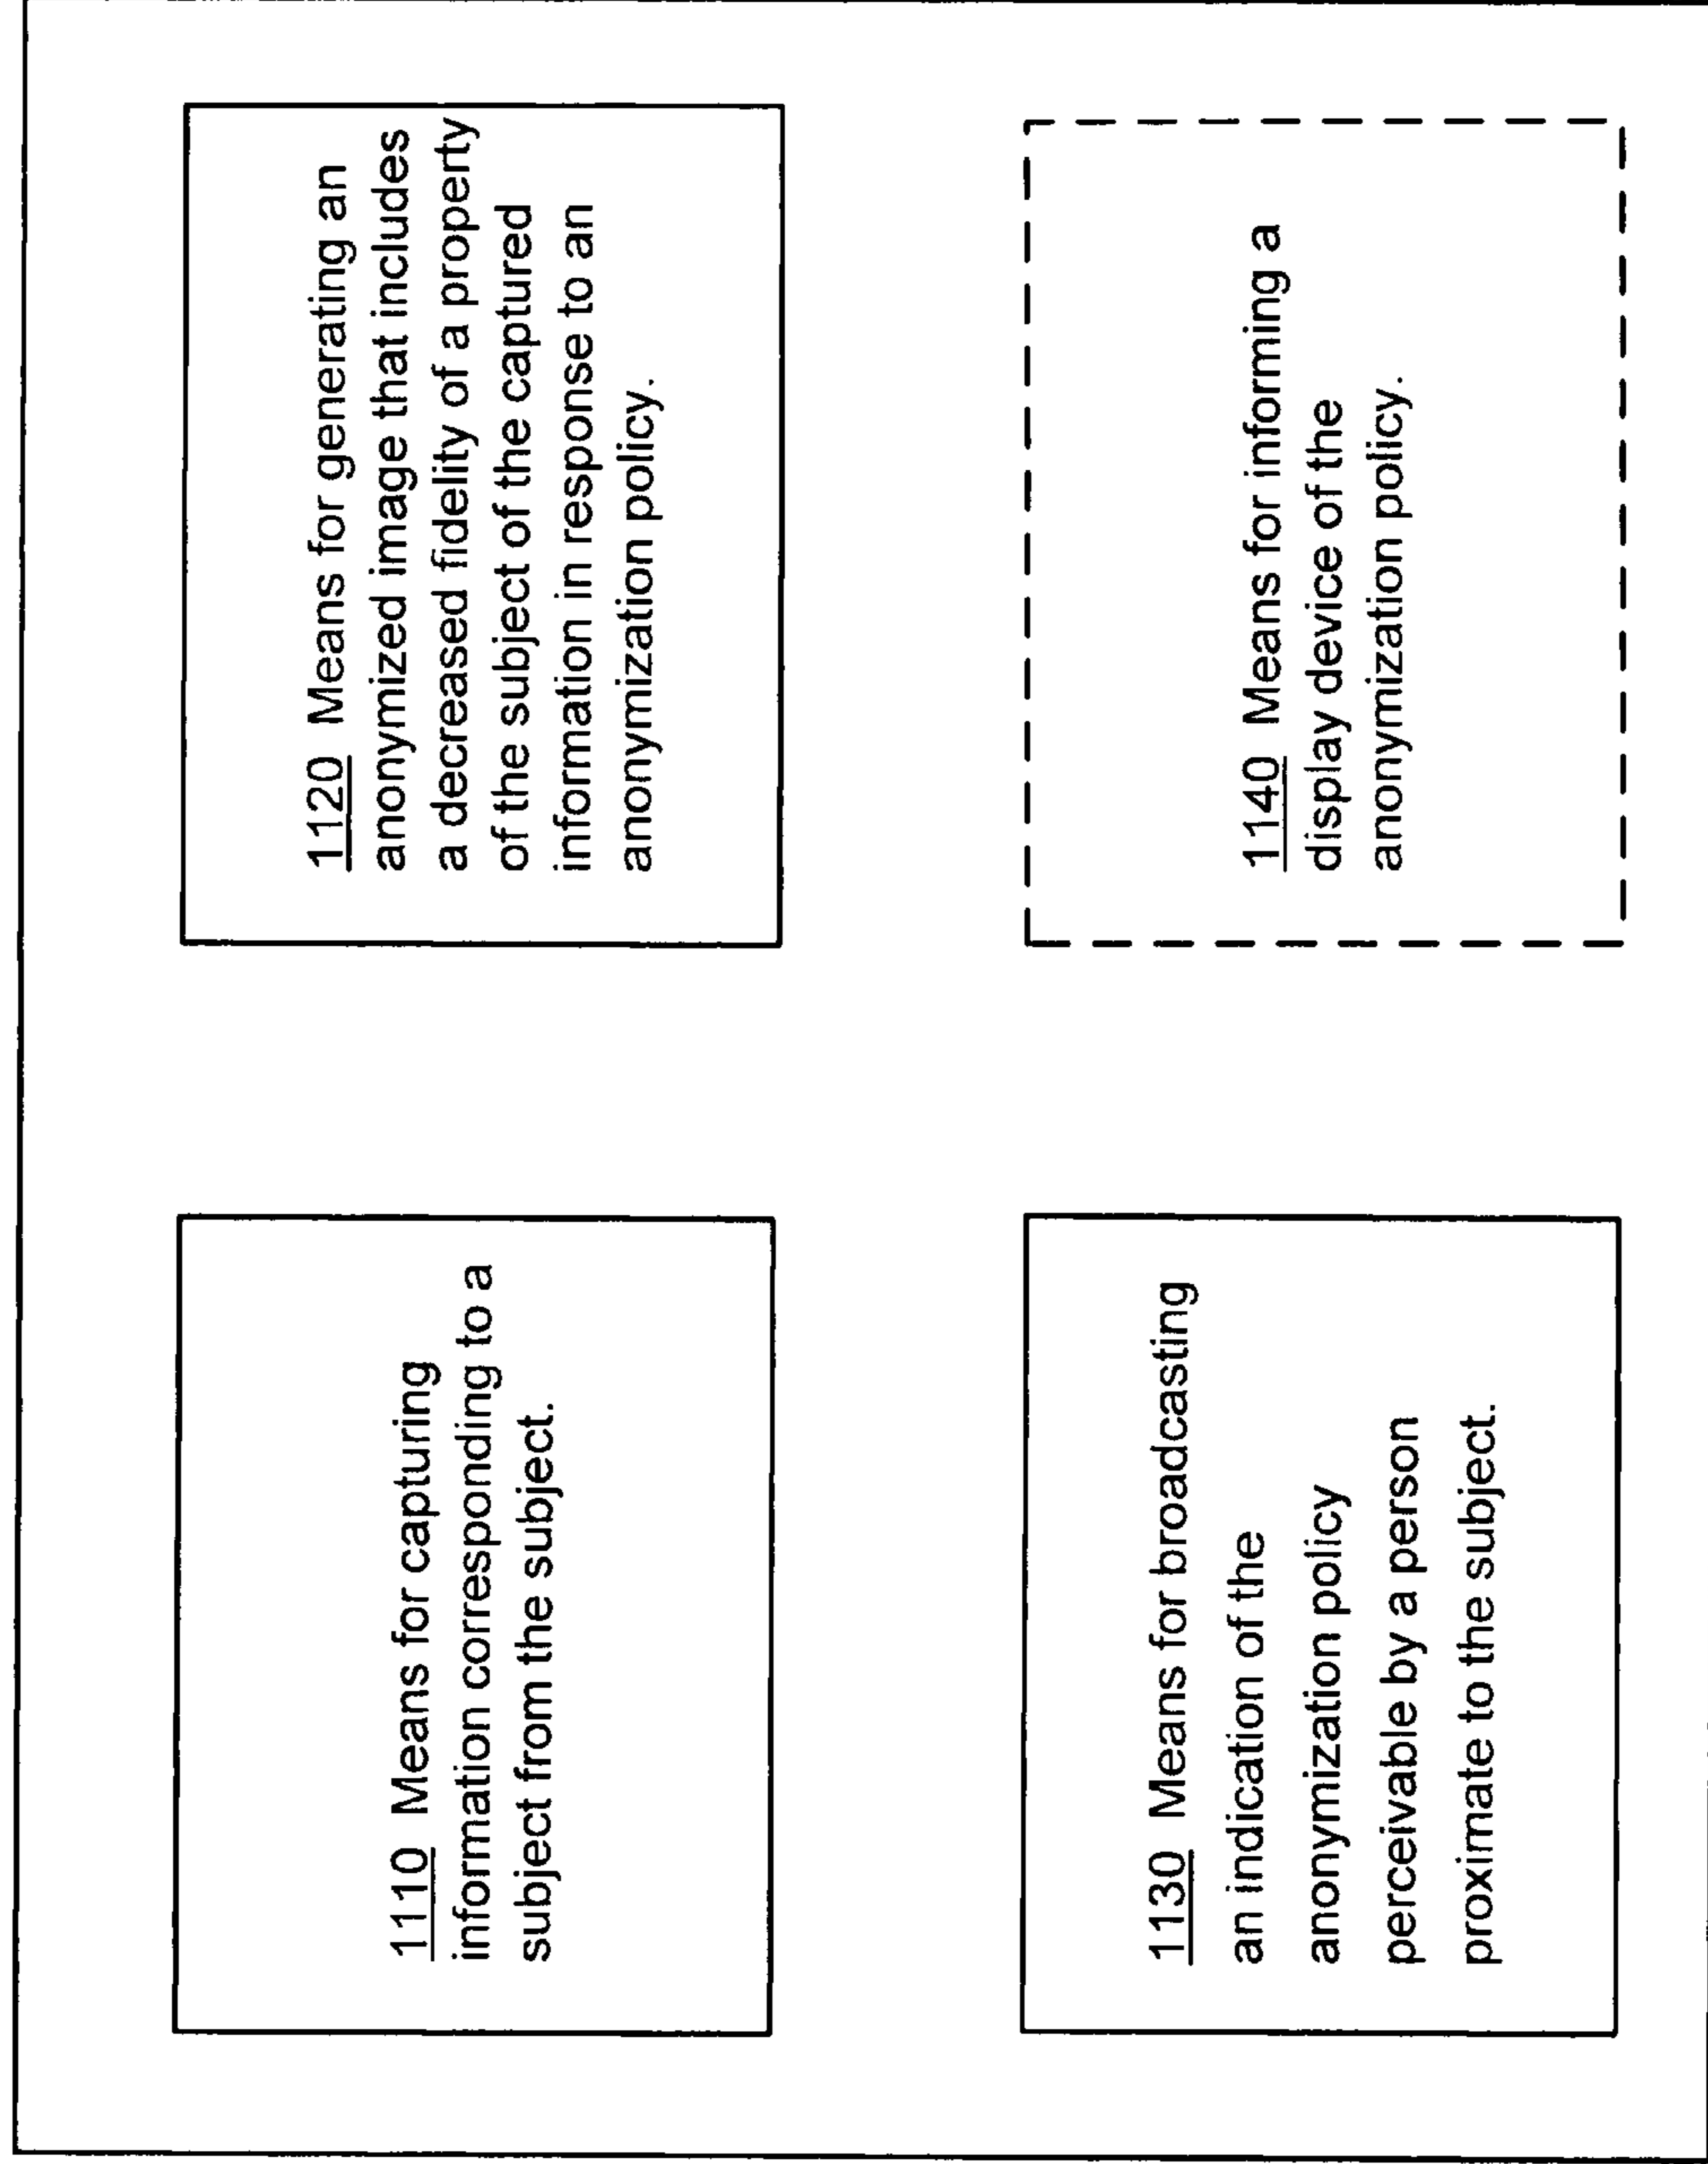 1110 Means for capturing
information corresponding to a
subject from the subject.
1120 Means for generating an
anonymized image that includes
a decreased fidelity of a property
of the subject of the captured
information in response to an
anonymization policy.
1130 Means for broadcasting
an indication of the
anonymization policy
perceivable by a person
proximate to the subject.
1140 Means for informing a
display device of the
anonymization policy.